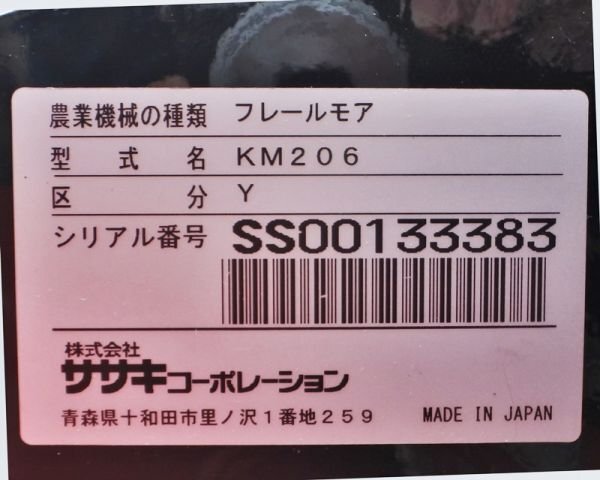 農業機械の種類 フレールモア
型式名 KM206
区分 Y
シリアル番号 SS00133383
株式会社
ササキコーポレーション
青森県十和田市里ノ沢1番地259 MADE IN JAPAN